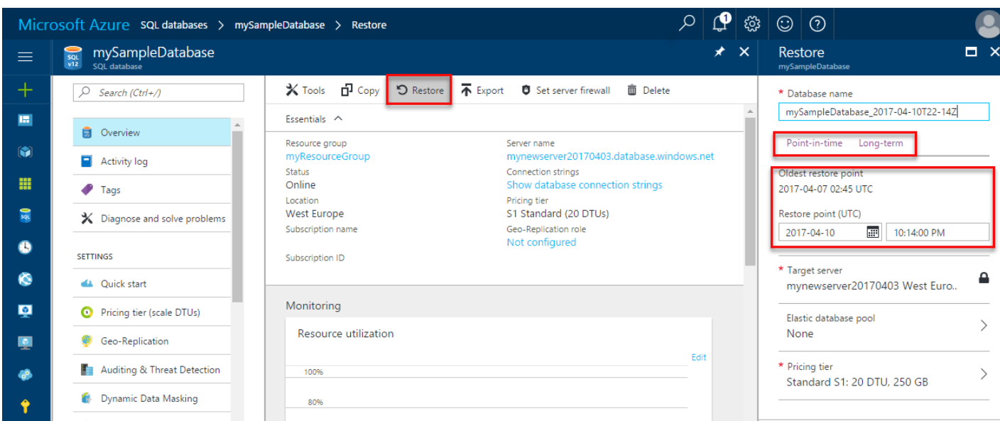 Microsoft Azure SQL databases > mySampleDatabase > Restore
1
SQL v12
mySampleDatabase
SQL database
Search (Ctrl+/)
Overview
Activity log
Tags
Diagnose and solve problems
SETTINGS
Quick start
Pricing tier (scale DTUs)
Geo-Replication
Auditing & Threat Detection
Dynamic Data Masking
Tools Copy Restore Export Set server firewall Delete
Essentials
Resource group
myResourceGroup
Status
Online
Location
West Europe
Subscription name
Subscription ID
Server name
mynewserver20170403.database.windows.net
Connection strings
Show database connection strings
Pricing tier
S1 Standard (20 DTUs)
Geo-Replication role
Not configured
Monitoring
Resource utilization
Edit
100%
80%
Restore
mySampleDatabase
* Database name
mySampleDatabase_2017-04-10T22-14Z
Point-in-time Long-term
Oldest restore point
2017-04-07 02:45 UTC
Restore point (UTC)
2017-04-10 10:14:00 PM
* Target server
mynewserver20170403 West Euro..
Elastic database pool
None
* Pricing tier
Standard S1: 20 DTU, 250 GB